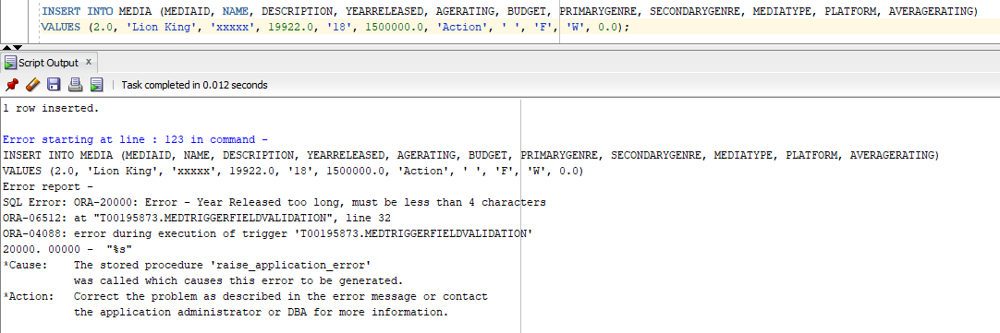 INSERT INTO MEDIA (MEDIAID, NAME, DESCRIPTION, YEARRELEASED, AGERATING, BUDGET, PRIMARYGENRE, SECONDARYGENRE, MEDIATYPE, PLATFORM, AVERAGERATING)
VALUES (2.0, 'Lion King', 'xxxxx', 19922.0, '18', 1500000.0, 'Action', ' ', 'F', 'W', 0.0);
Script Output x
Task completed in 0.012 seconds
1 row inserted.
Error starting at line : 123 in command -
INSERT INTO MEDIA (MEDIAID, NAME, DESCRIPTION, YEARRELEASED, AGERATING, BUDGET, PRIMARYGENRE, SECONDARYGENRE, MEDIATYPE, PLATFORM, AVERAGERATING)
VALUES (2.0, 'Lion King', 'xxxxx', 19922.0, '18', 1500000.0, 'Action', ' ', 'F', 'W', 0.0)
Error report -
SQL Error: ORA-20000: Error - Year Released too long, must be less than 4 characters
ORA-06512: at "T00195873.MEDTRIGGERFIELDVALIDATION", line 32
ORA-04088: error during execution of trigger 'T00195873.MEDTRIGGERFIELDVALIDATION'
20000. 00000 -  "%s"
*Cause:    The stored procedure 'raise_application_error'
           was called which causes this error to be generated.
*Action:   Correct the problem as described in the error message or contact
           the application administrator or DBA for more information.